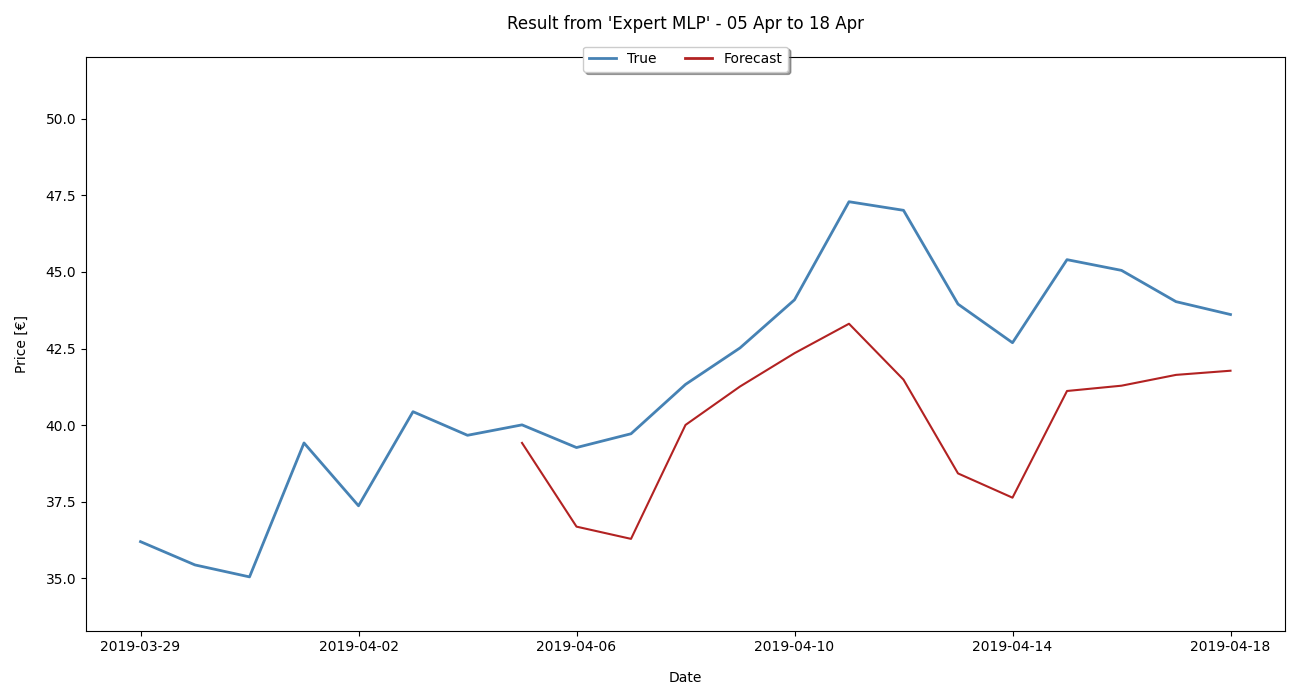 Result from 'Expert MLP' - 05 Apr to 18 Apr
True Forecast
50.0
47.5
45.0
42.5
40.0
37.5
35.0
Price [€]
2019-03-29 2019-04-02 2019-04-06 2019-04-10 2019-04-14 2019-04-18
Date